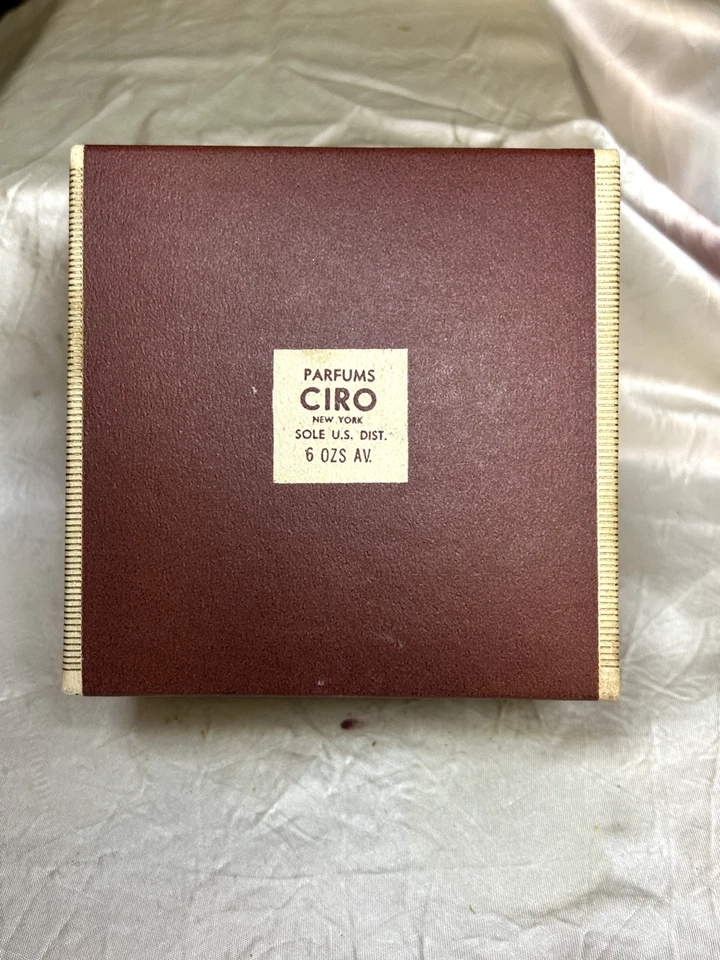 PARFUMS
CIRO
NEW YORK
SOLE U.S. DIST.
6 OZS AV.